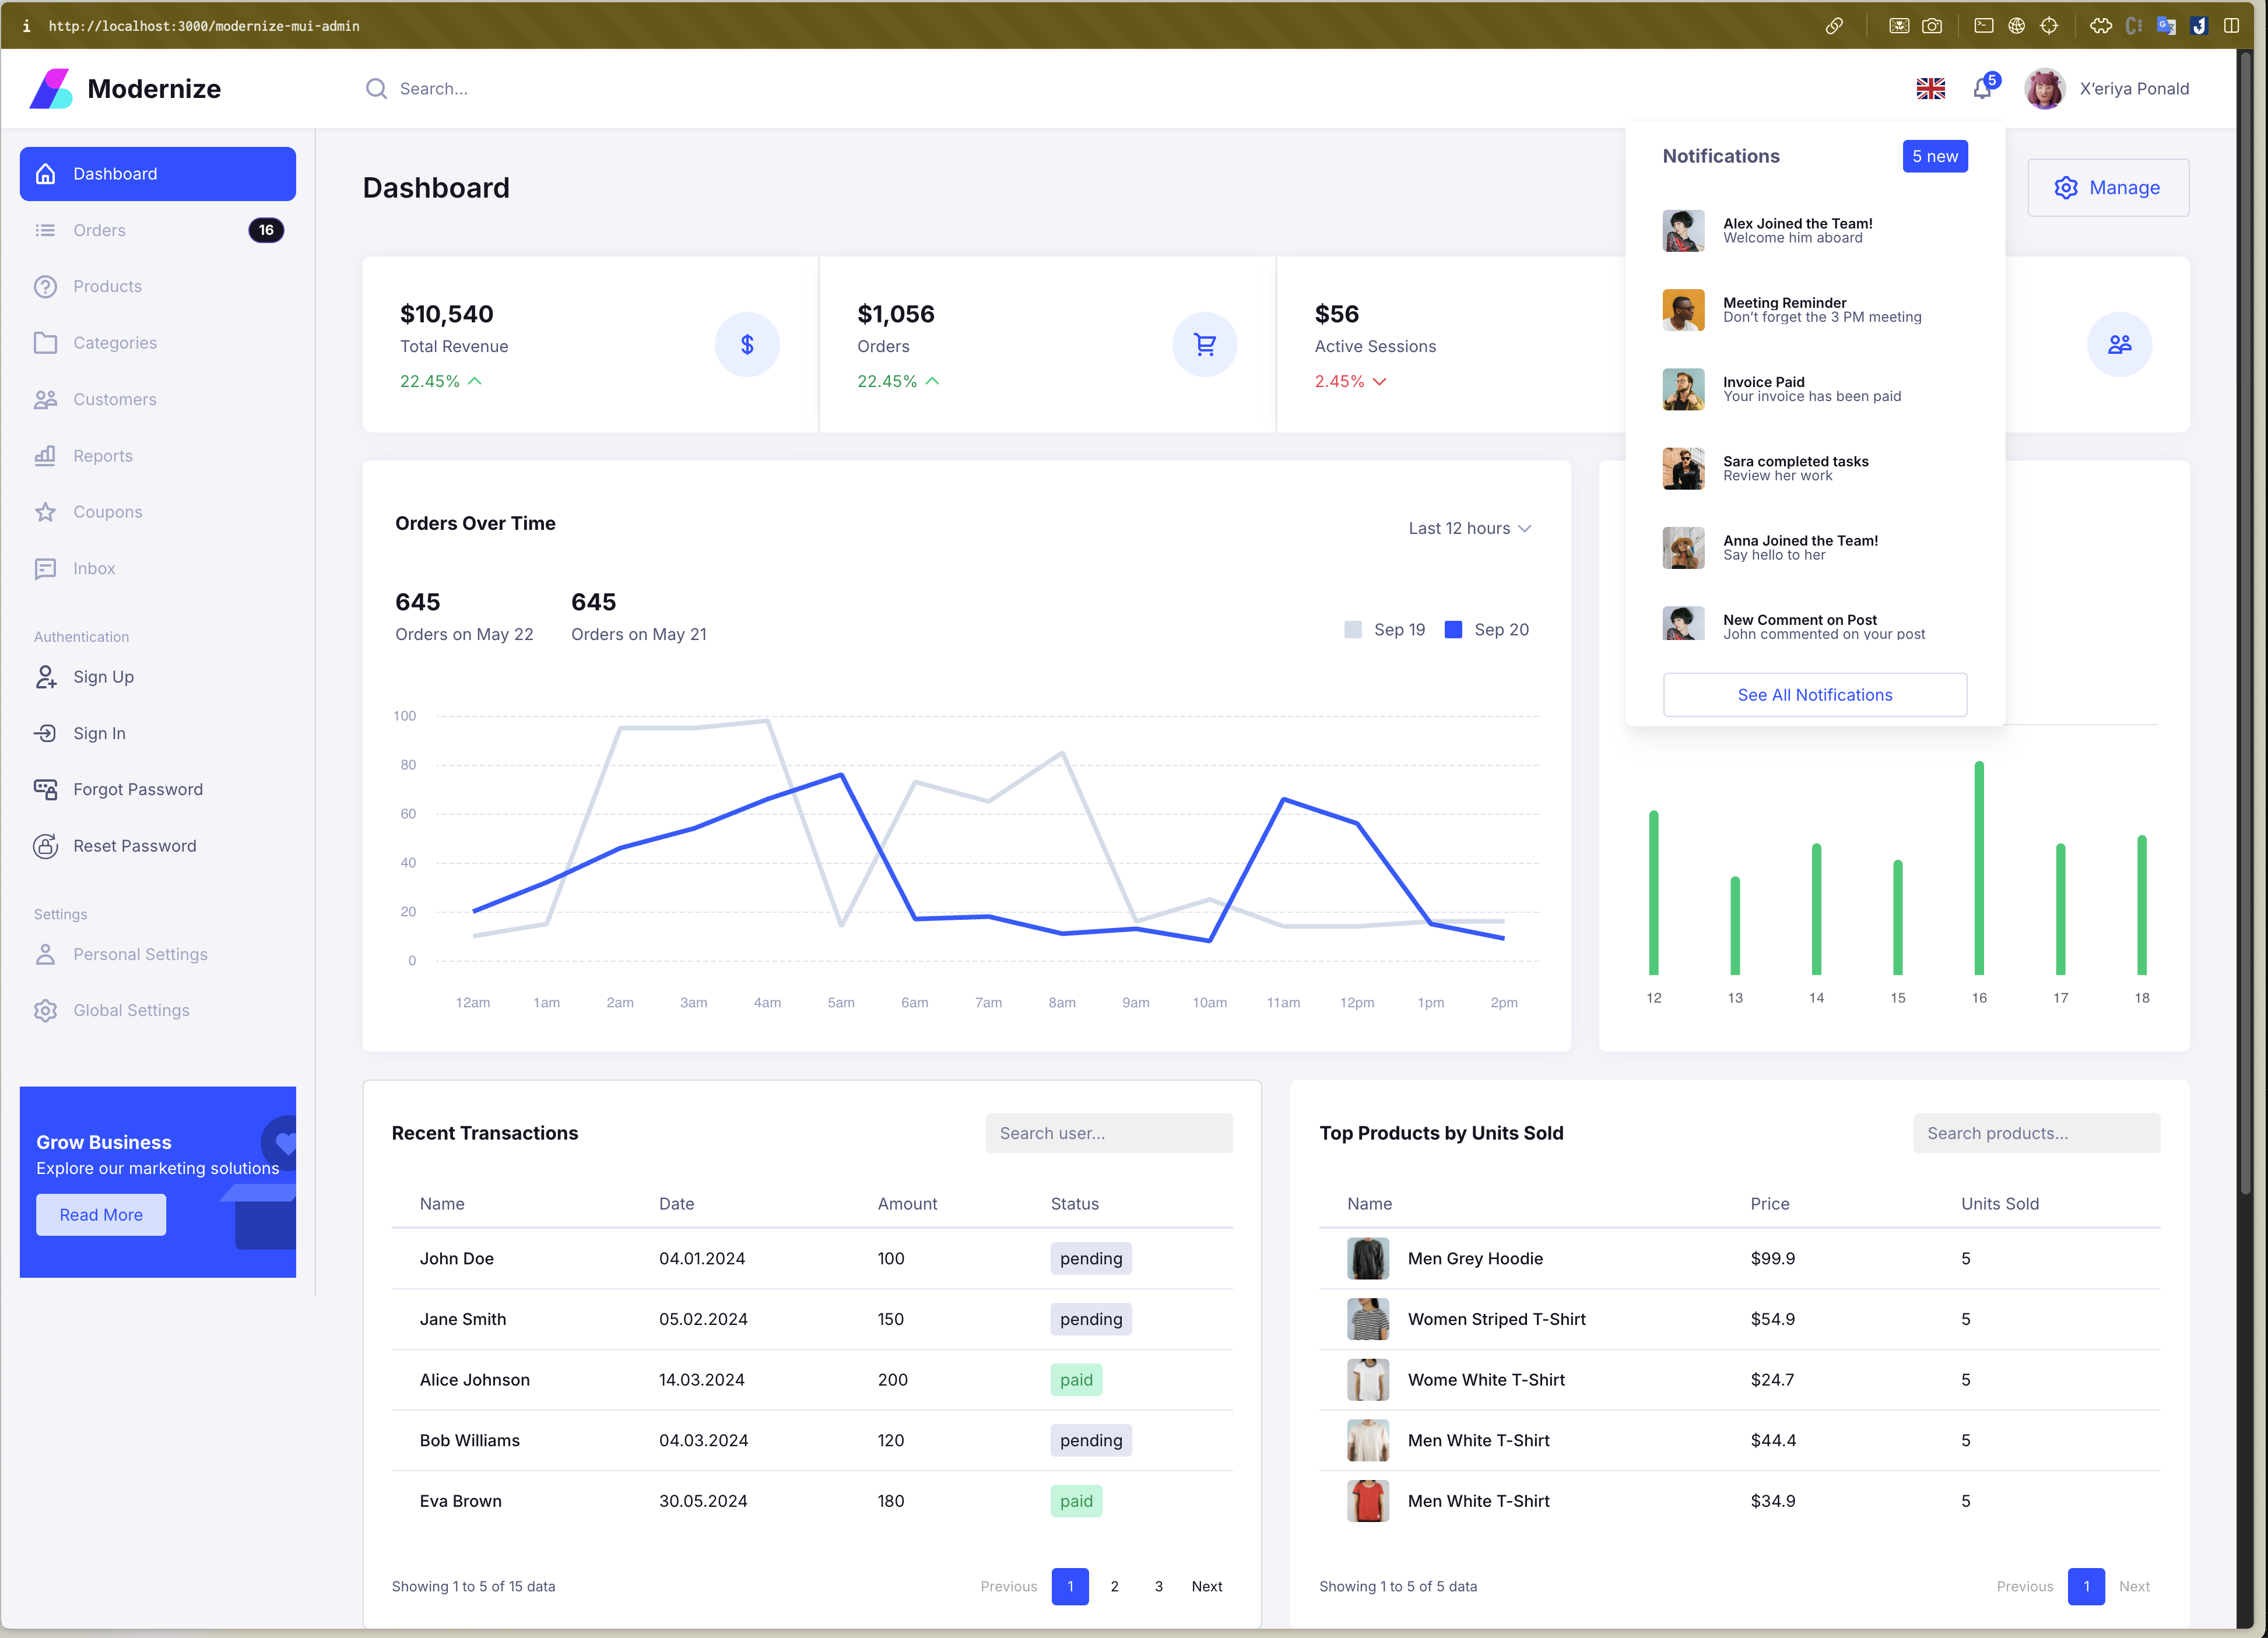 http://localhost:3000/modernize-mui-admin
Modernize
Search...
5
X'eriya Ponald
Dashboard
Orders
16
Products
Categories
Customers
Reports
Coupons
Inbox
Authentication
Sign Up
Sign In
Forgot Password
Reset Password
Settings
Personal Settings
Global Settings
Grow Business
Explore our marketing solutions
Read More
Dashboard
Manage
$10,540
Total Revenue
22.45%
$
$1,056
Orders
22.45%
$56
Active Sessions
2.45%
Notifications
5 new
Alex Joined the Team!
Welcome him aboard
Meeting Reminder
Don't forget the 3 PM meeting
Invoice Paid
Your invoice has been paid
Sara completed tasks
Review her work
Anna Joined the Team!
Say hello to her
New Comment on Post
John commented on your post
See All Notifications
Orders Over Time
Last 12 hours
645
Orders on May 22
645
Orders on May 21
Sep 19
Sep 20
100
80
60
40
20
0
12am 1am 2am 3am 4am 5am 6am 7am 8am 9am 10am 11am 12pm 1pm 2pm
12 13 14 15 16 17 18
Recent Transactions
Search user...
Name Date Amount Status
John Doe 04.01.2024 100 pending
Jane Smith 05.02.2024 150 pending
Alice Johnson 14.03.2024 200 paid
Bob Williams 04.03.2024 120 pending
Eva Brown 30.05.2024 180 paid
Showing 1 to 5 of 15 data
Previous 1 2 3 Next
Top Products by Units Sold
Search products...
Name Price Units Sold
Men Grey Hoodie $99.9 5
Women Striped T-Shirt $54.9 5
Wome White T-Shirt $24.7 5
Men White T-Shirt $44.4 5
Men White T-Shirt $34.9 5
Showing 1 to 5 of 5 data
Previous 1 Next